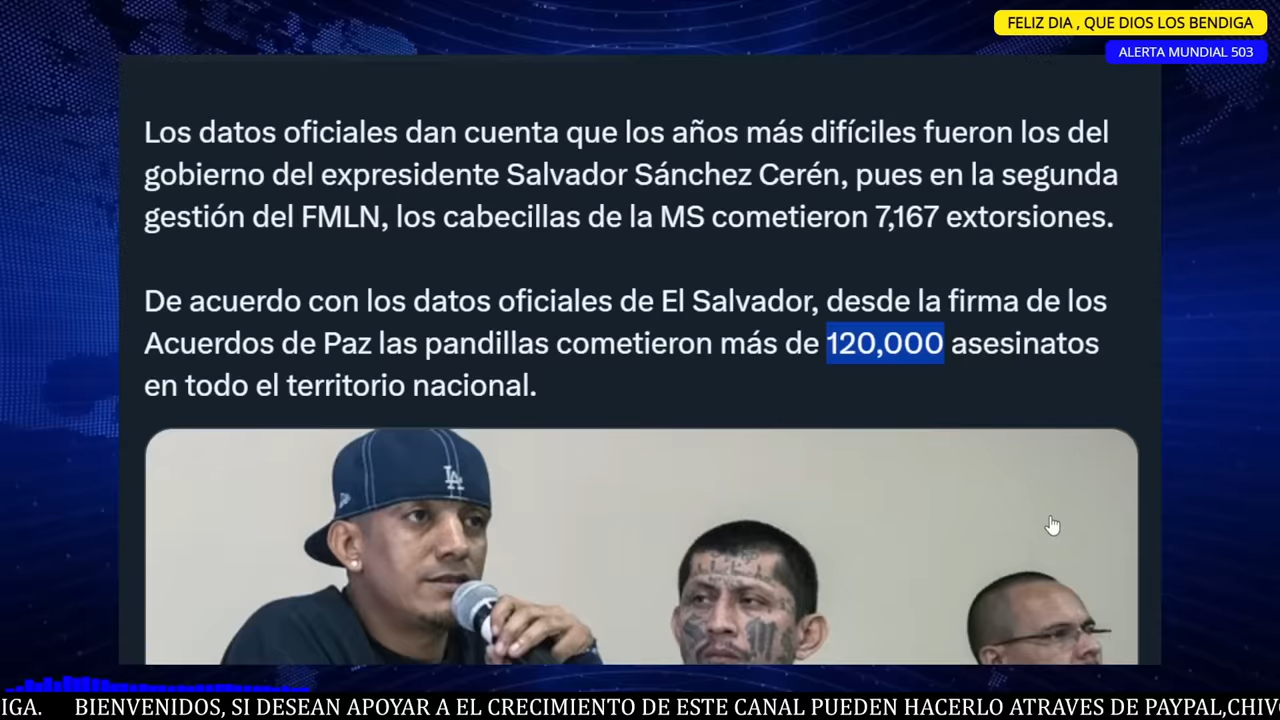 FELIZ DIA , QUE DIOS LOS BENDIGA
ALERTA MUNDIAL 503
Los datos oficiales dan cuenta que los años más difíciles fueron los del
gobierno del expresidente Salvador Sánchez Cerén, pues en la segunda
gestión del FMLN, los cabecillas de la MS cometieron 7,167 extorsiones.
De acuerdo con los datos oficiales de El Salvador, desde la firma de los
Acuerdos de Paz las pandillas cometieron más de 120,000 asesinatos
en todo el territorio nacional.
LA
IGA. BIENVENIDOS, SI DESEAN APOYAR A EL CRECIMIENTO DE ESTE CANAL PUEDEN HACERLO ATRAVES DE PAYPAL,CHIV